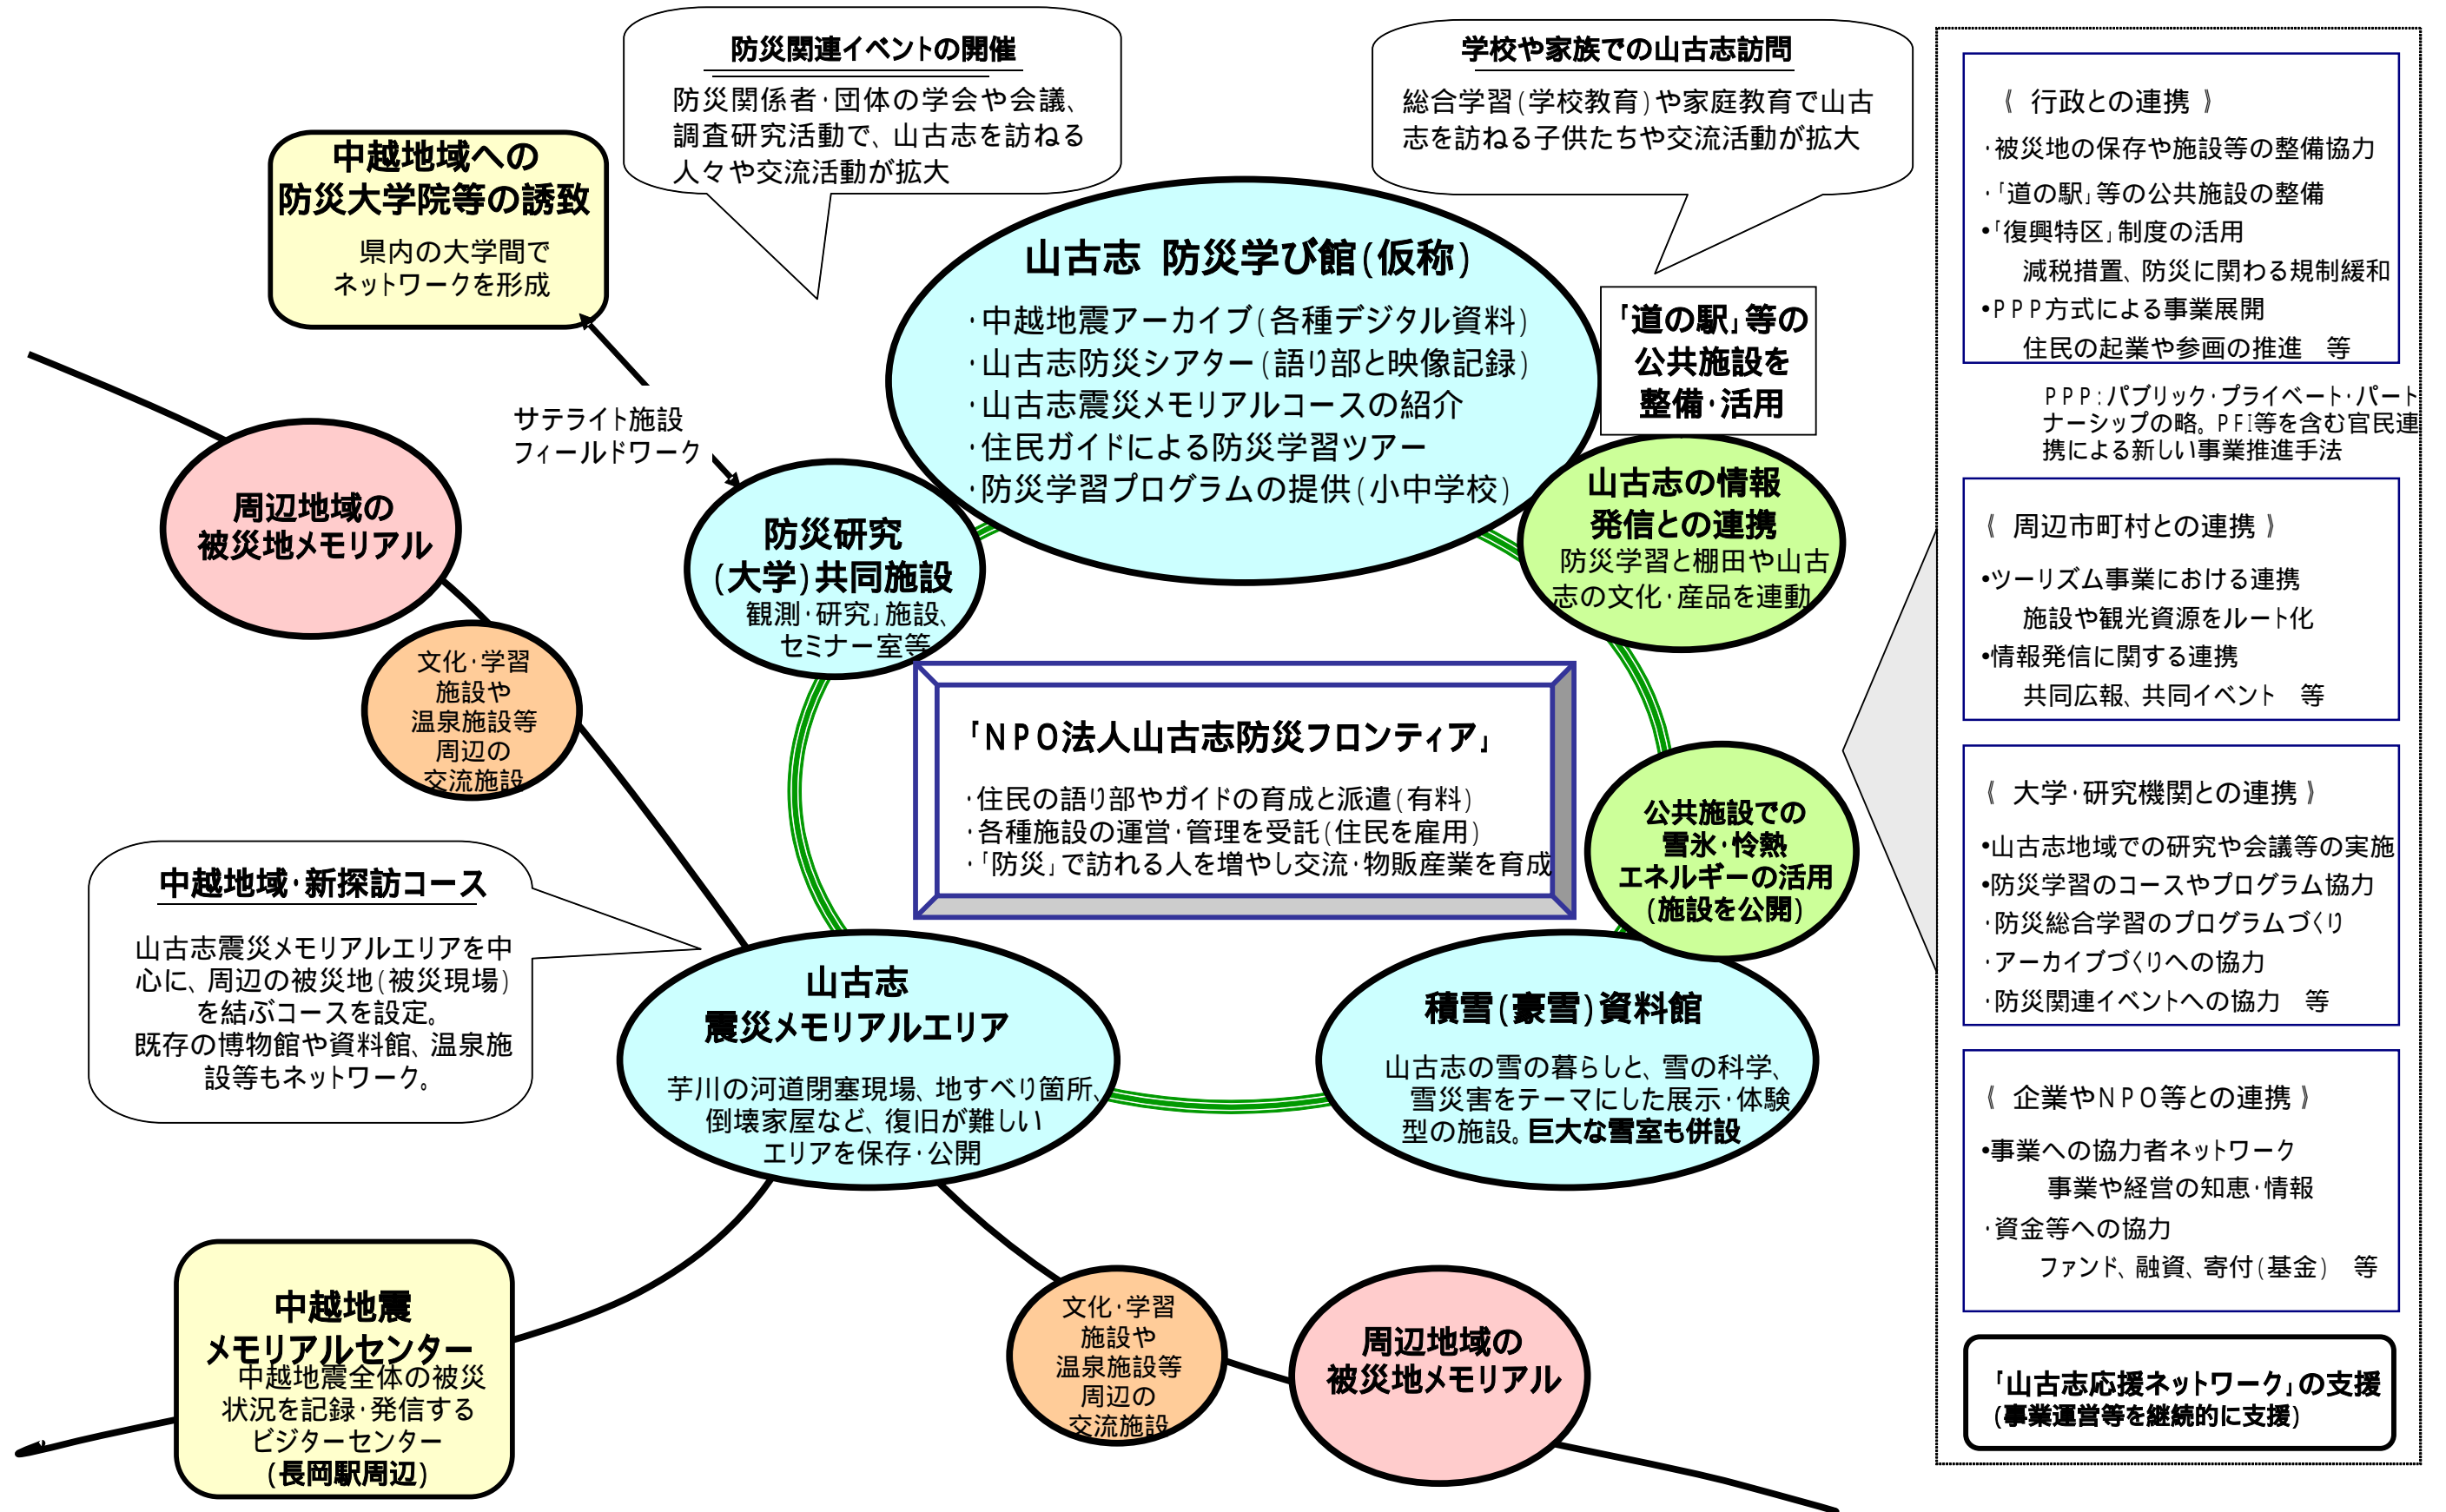 防災関連イベントの開催
防災関係者・団体の学会や会議、
調査研究活動で、山古志を訪ねる
人々や交流活動が拡大
学校や家族での山古志訪問
総合学習(学校教育)や家庭教育で山古
志を訪ねる子供たちや交流活動が拡大
中越地域への
防災大学院等の誘致
県内の大学間で
ネットワークを形成
サテライト施設
フィールドワーク
山古志 防災学び館(仮称)
・中越地震アーカイブ(各種デジタル資料)
・山古志防災シアター(語り部と映像記録)
・山古志震災メモリアルコースの紹介
・住民ガイドによる防災学習ツアー
・防災学習プログラムの提供(小中学校)
「道の駅」等の
公共施設を
整備・活用
山古志の情報
発信との連携
防災学習と棚田や山古
志の文化・産品を連動
周辺地域の
被災地メモリアル
防災研究
(大学)共同施設
観測・研究」施設、
セミナー室等
文化・学習
施設や
温泉施設等
周辺の
交流施設
「NPO法人山古志防災フロンティア」
・住民の語り部やガイドの育成と派遣(有料)
・各種施設の運営・管理を受託(住民を雇用)
・「防災」で訪れる人を増やし交流・物販産業を育成
公共施設での
雪氷・怜熱
エネルギーの活用
(施設を公開)
中越地域・新探訪コース
山古志震災メモリアルエリアを中
心に、周辺の被災地(被災現場)
を結ぶコースを設定。
既存の博物館や資料館、温泉施
設等もネットワーク。
山古志
震災メモリアルエリア
芋川の河道閉塞現場、地すべり箇所、
倒壊家屋など、復旧が難しい
エリアを保存・公開
積雪(豪雪)資料館
山古志の雪の暮らしと、雪の科学、
雪災害をテーマにした展示・体験
型の施設。巨大な雪室も併設
中越地震
メモリアルセンター
中越地震全体の被災
状況を記録・発信する
ビジターセンター
(長岡駅周辺)
文化・学習
施設や
温泉施設等
周辺の
交流施設
周辺地域の
被災地メモリアル
《 行政との連携 》
・被災地の保存や施設等の整備協力
・「道の駅」等の公共施設の整備
•「復興特区」制度の活用
減税措置、防災に関わる規制緩和
•PPP方式による事業展開
住民の起業や参画の推進 等
PPP:パブリック・プライベート・パート
ナーシップの略。PFI等を含む官民連
携による新しい事業推進手法
《 周辺市町村との連携 》
•ツーリズム事業における連携
施設や観光資源をルート化
•情報発信に関する連携
共同広報、共同イベント 等
《 大学・研究機関との連携 》
•山古志地域での研究や会議等の実施
•防災学習のコースやプログラム協力
・防災総合学習のプログラムづくり
・アーカイブづくりへの協力
・防災関連イベントへの協力 等
《 企業やNPO等との連携 》
•事業への協力者ネットワーク
事業や経営の知恵・情報
・資金等への協力
ファンド、融資、寄付(基金) 等
「山古志応援ネットワーク」の支援
(事業運営等を継続的に支援)